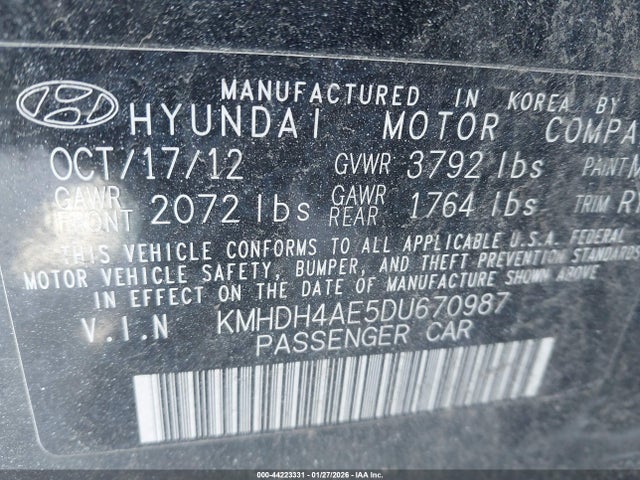 MANUFACTURED IN KOREA BY
HYUNDAI MOTOR COMPA
OCT/17/12 GVWR 3792 lbs PAINT M
GAWR FRONT 2072 lbs GAWR REAR 1764 lbs TRIM R
THIS VEHICLE CONFORMS TO ALL APPLICABLE U.S.A. FEDERAL
MOTOR VEHICLE SAFETY, BUMPER, AND THEFT PREVENTION STANDARDS
IN EFFECT ON THE DATE OF MANUFACTURE SHOWN ABOVE
V.I.N KMHDH4AE5DU670987
PASSENGER CAR
000-44223331 | 01/27/2026 | IAA Inc.